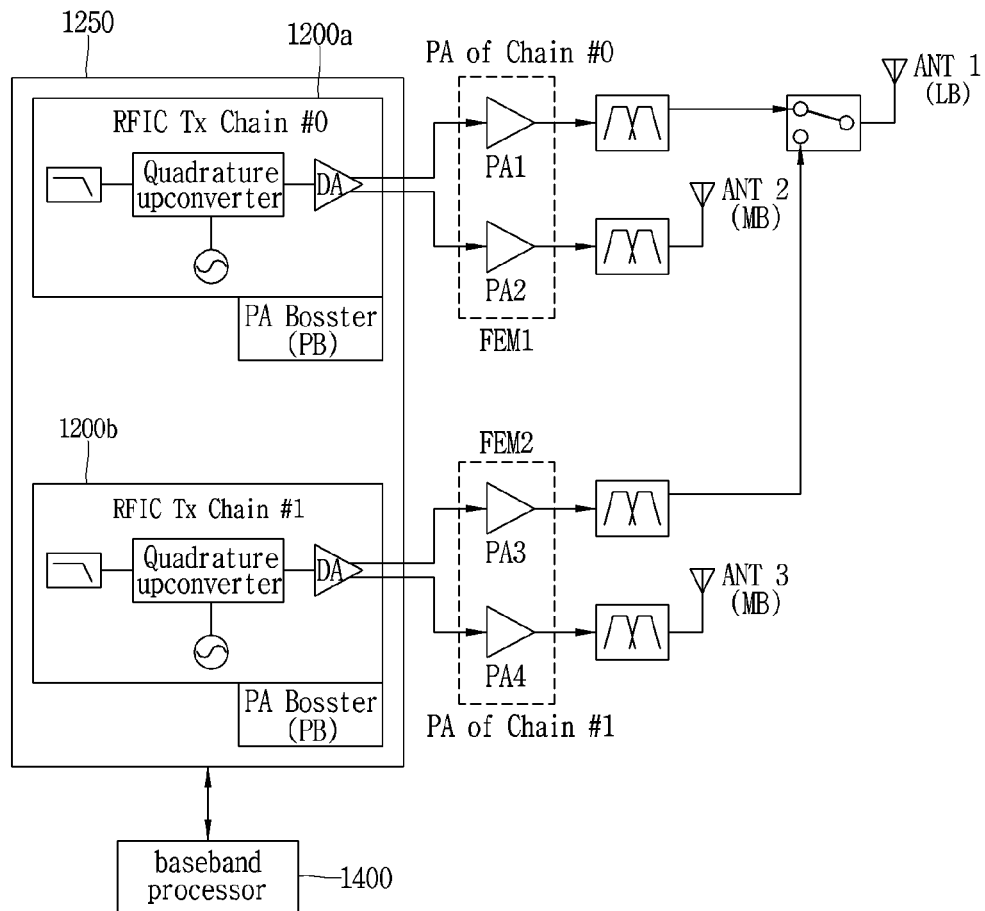 1250
1200a
RFIC Tx Chain #0
Quadrature
upconverter
DA
PA Bosster
(PB)
PA of Chain #0
PA1
PA2
FEM1
ANT 1
(LB)
ANT 2
(MB)
1200b
RFIC Tx Chain #1
Quadrature
upconverter
DA
PA Bosster
(PB)
FEM2
PA3
PA4
PA of Chain #1
ANT 3
(MB)
baseband
processor
1400